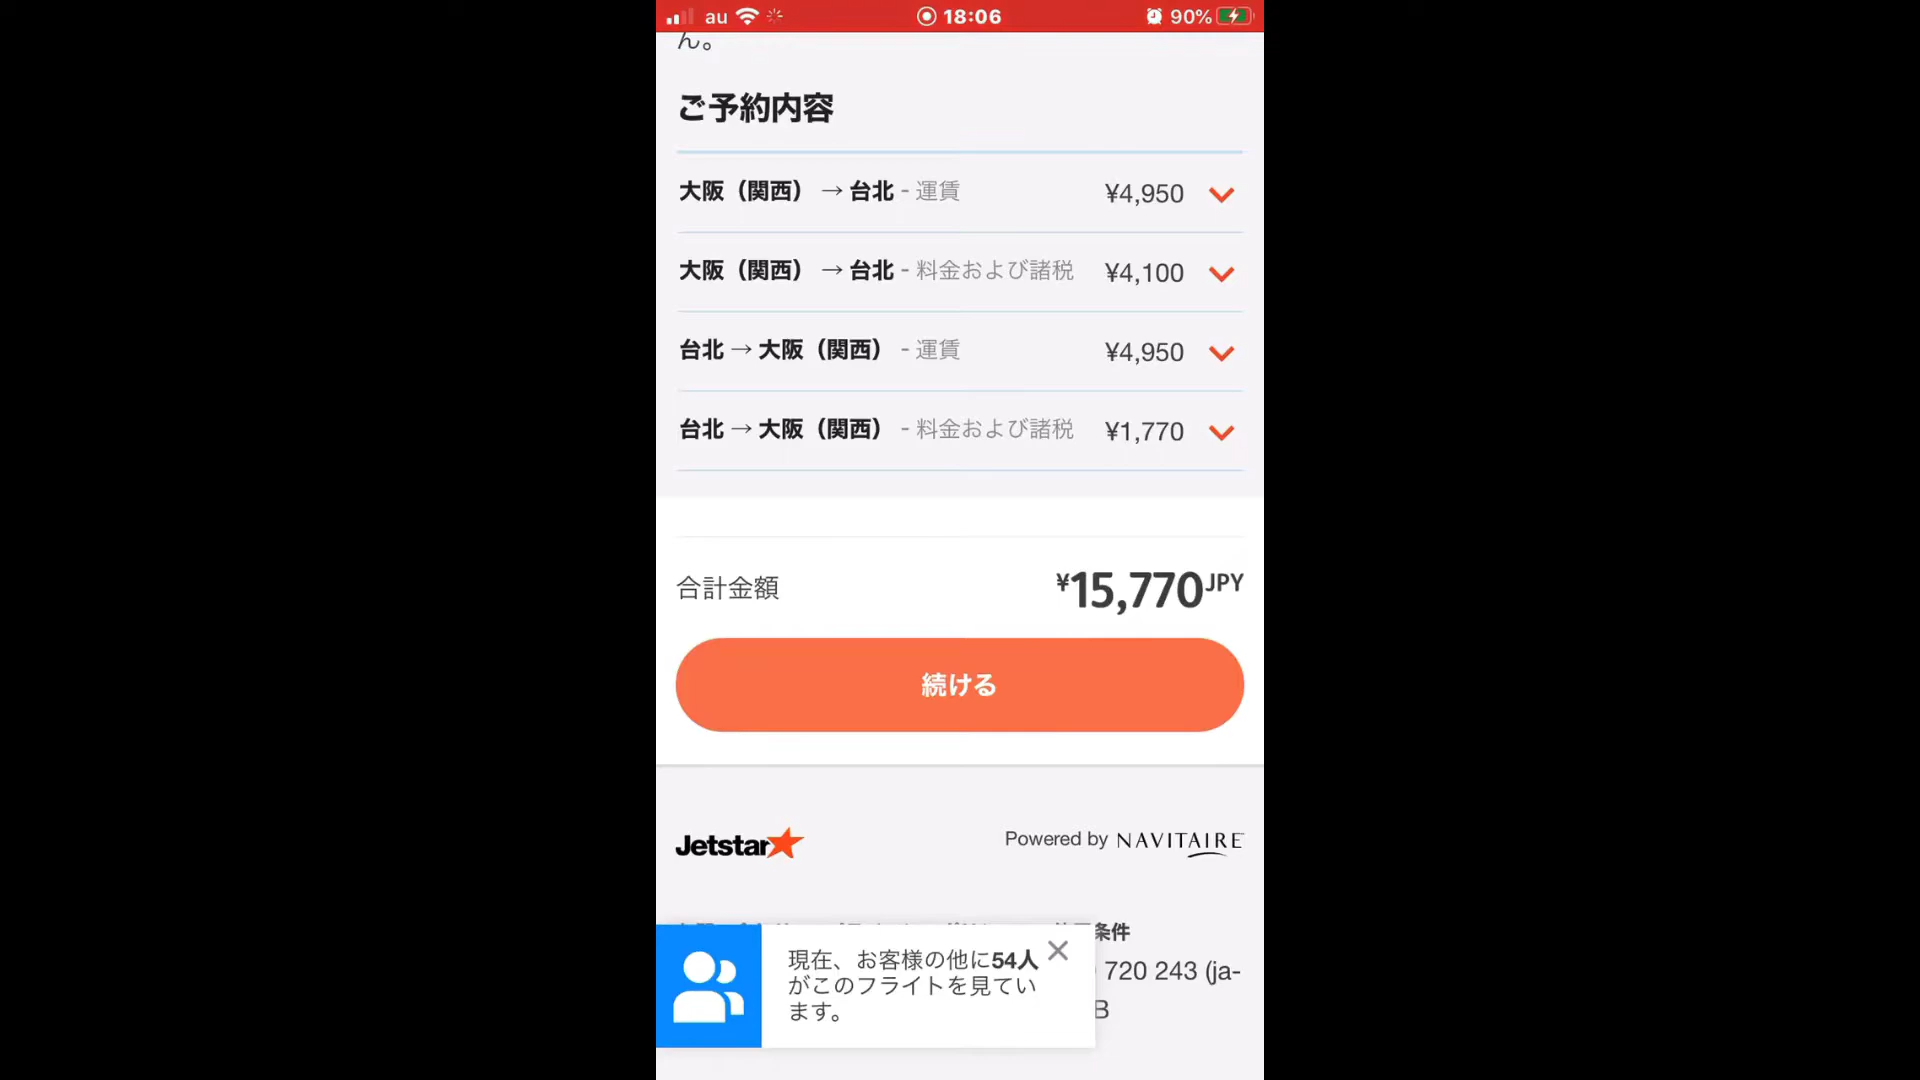 au 18:06 90%
ん。
ご予約内容
大阪（関西） → 台北 - 運賃 ¥4,950
大阪（関西） → 台北 - 料金および諸税 ¥4,100
台北 → 大阪（関西） - 運賃 ¥4,950
台北 → 大阪（関西） - 料金および諸税 ¥1,770
合計金額 ¥15,770JPY
続ける
Jetstar Powered by NAVITAIRE
条件
現在、お客様の他に54人
がこのフライトを見てい
ます。
720 243 (ja-
B